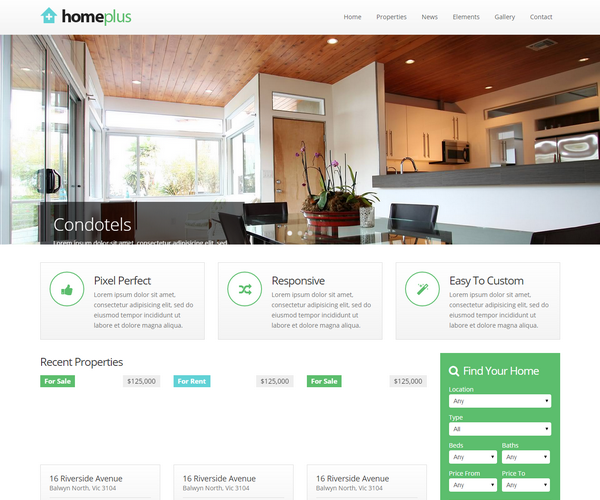 homeplus
Home Properties News Elements Gallery Contact
Condotels
Lorem ipsum dolor sit amet, consectetur adipisicing elit, sed
Pixel Perfect
Lorem ipsum dolor sit amet,
consectetur adipisicing elit, sed do
eiusmod tempor incididunt ut
labore et dolore magna aliqua.
Responsive
Lorem ipsum dolor sit amet,
consectetur adipisicing elit, sed do
eiusmod tempor incididunt ut
labore et dolore magna aliqua.
Easy To Custom
Lorem ipsum dolor sit amet,
consectetur adipisicing elit, sed do
eiusmod tempor incididunt ut
labore et dolore magna aliqua.
Recent Properties
For Sale $125,000
For Rent $125,000
For Sale $125,000
16 Riverside Avenue
Balwyn North, Vic 3104
16 Riverside Avenue
Balwyn North, Vic 3104
16 Riverside Avenue
Balwyn North, Vic 3104
Find Your Home
Location
Any
Type
All
Beds Baths
Any Any
Price From Price To
Any Any